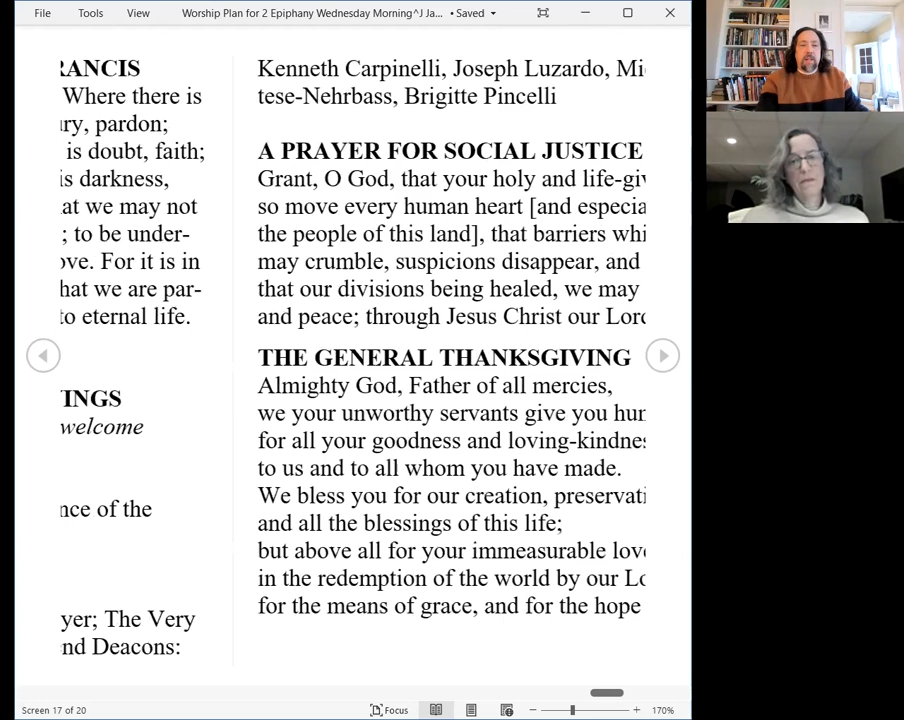 File Tools View Worship Plan for 2 Epiphany Wednesday Morning^J Ja... • Saved
RANCIS
Where there is
ury, pardon;
is doubt, faith;
is darkness,
at we may not
; to be under-
ove. For it is in
hat we are par-
to eternal life.
INGS
welcome
nce of the
yer; The Very
nd Deacons:
Kenneth Carpinelli, Joseph Luzardo, Mi
tese-Nehrbass, Brigitte Pincelli
A PRAYER FOR SOCIAL JUSTICE
Grant, O God, that your holy and life-giv
so move every human heart [and especia
the people of this land], that barriers whi
may crumble, suspicions disappear, and
that our divisions being healed, we may
and peace; through Jesus Christ our Lord
THE GENERAL THANKSGIVING
Almighty God, Father of all mercies,
we your unworthy servants give you hum
for all your goodness and loving-kindnes
to us and to all whom you have made.
We bless you for our creation, preservati
and all the blessings of this life;
but above all for your immeasurable love
in the redemption of the world by our Lo
for the means of grace, and for the hope
Screen 17 of 20 Focus 170%